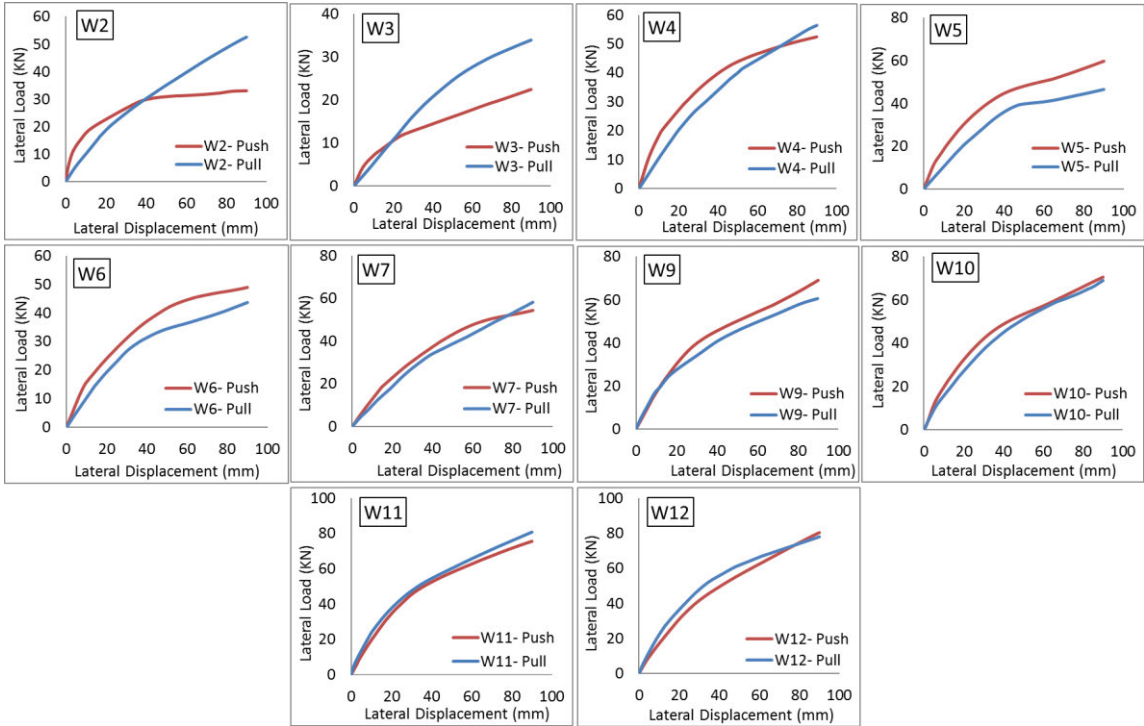 W2
Lateral Load (KN)
60
50
40
30
20
10
0
W2- Push
W2- Pull
0 20 40 60 80 100
Lateral Displacement (mm)
W3
Lateral Load (KN)
40
30
20
10
0
W3- Push
W3- Pull
0 20 40 60 80 100
Lateral Displacement (mm)
W4
Lateral Load (KN)
60
50
40
30
20
10
0
W4- Push
W4- Pull
0 20 40 60 80 100
Lateral Displacement (mm)
W5
Lateral Load (KN)
80
60
40
20
0
W5- Push
W5- Pull
0 20 40 60 80 100
Lateral Displacement (mm)
W6
Lateral Load (KN)
60
50
40
30
20
10
0
W6- Push
W6- Pull
0 20 40 60 80 100
Lateral Displacement (mm)
W7
Lateral Load (KN)
80
60
40
20
0
W7- Push
W7- Pull
0 20 40 60 80 100
Lateral Displacement (mm)
W9
Lateral Load (KN)
80
60
40
20
0
W9- Push
W9- Pull
0 20 40 60 80 100
Lateral Displacement (mm)
W10
Lateral Load (KN)
80
60
40
20
0
W10- Push
W10- Pull
0 20 40 60 80 100
Lateral Displacement (mm)
W11
Lateral Load (KN)
100
80
60
40
20
0
W11- Push
W11- Pull
0 20 40 60 80 100
Lateral Displacement (mm)
W12
Lateral Load (KN)
100
80
60
40
20
0
W12- Push
W12- Pull
0 20 40 60 80 100
Lateral Displacement (mm)